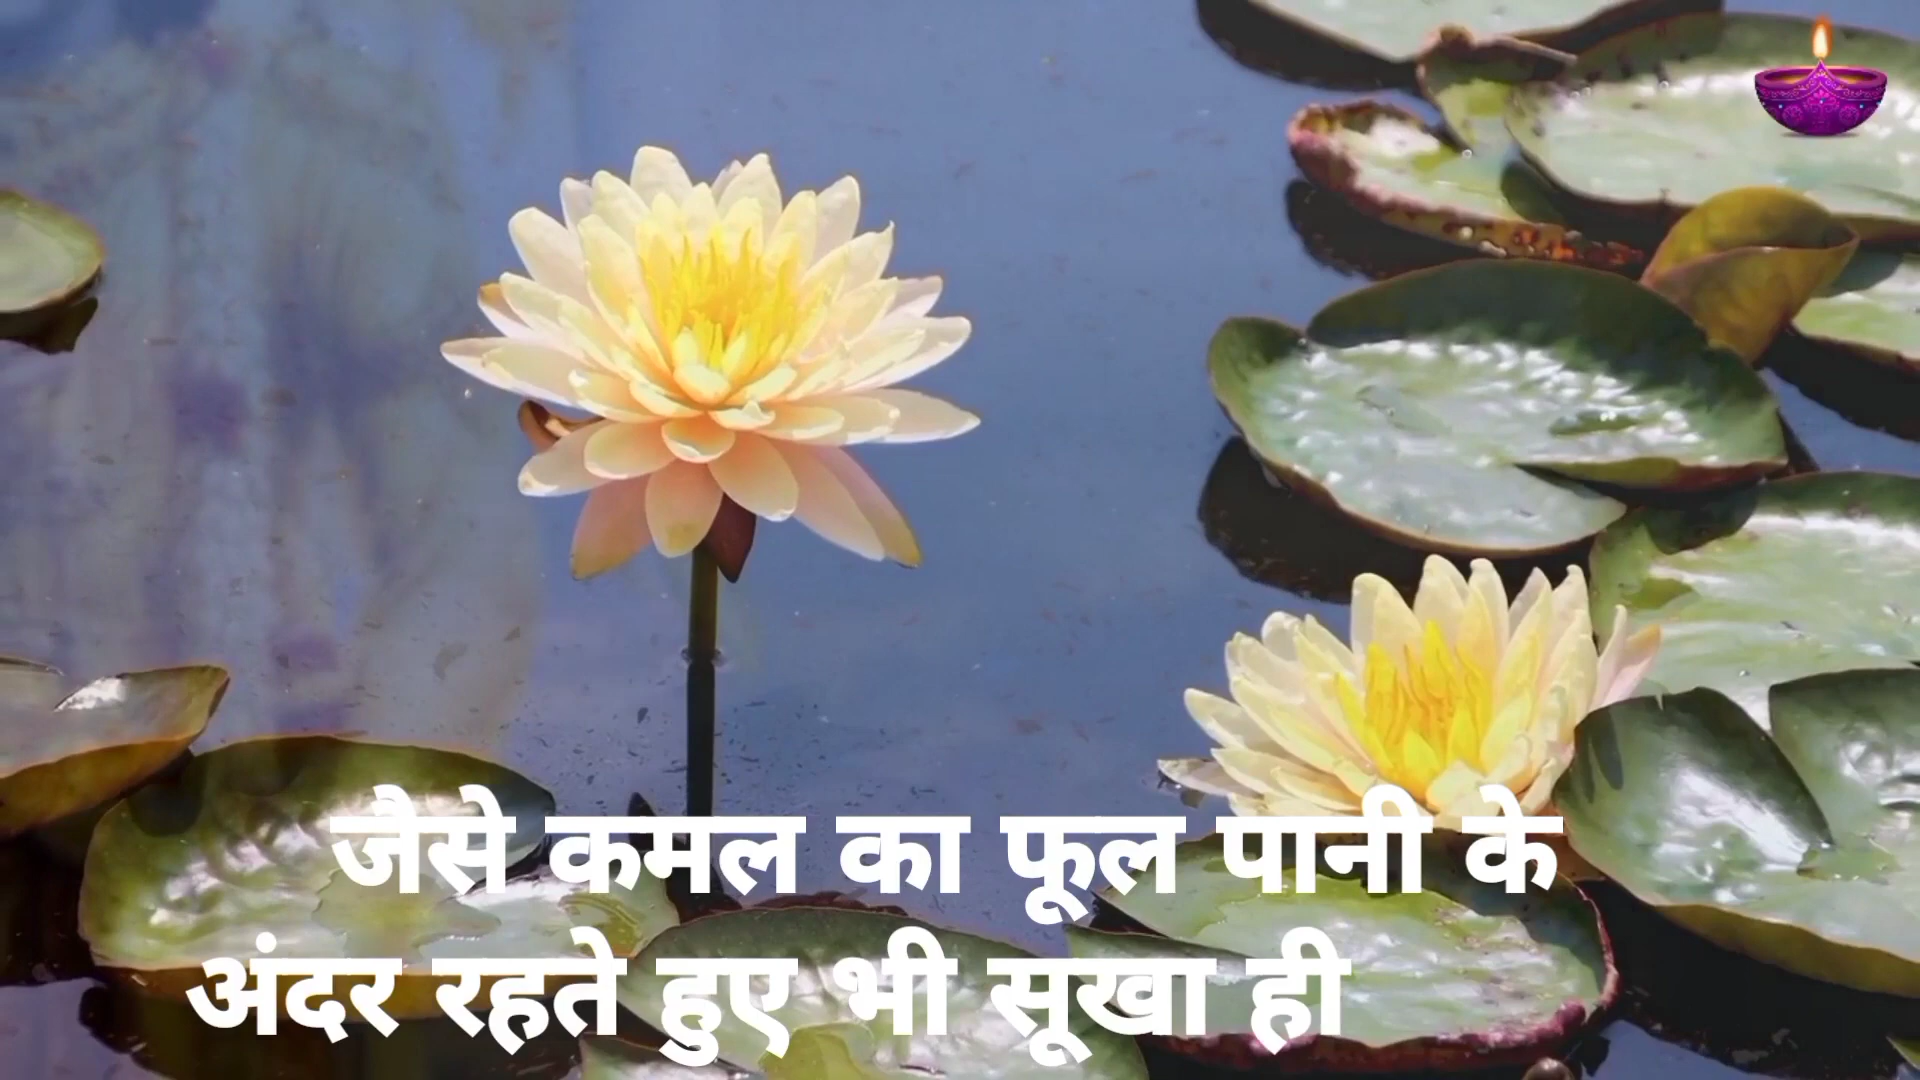 जैसे कमल का फूल पानी के
अंदर रहते हुए भी सूखा ही